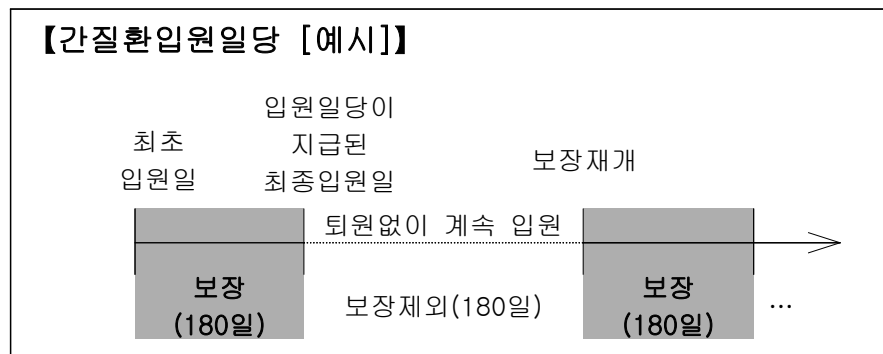 【간질환입원일당 [예시]】
최초
입원일
입원일당이
지급된
최종입원일
보장재개
퇴원없이 계속 입원
보장
(180일)
보장제외(180일)
보장
(180일)
…